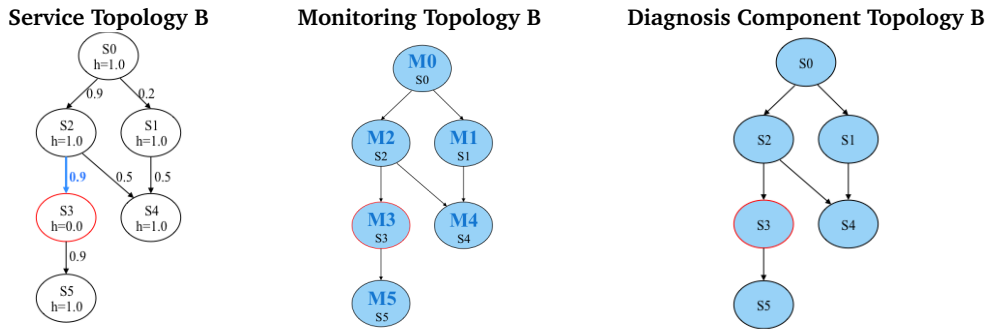 Service Topology B
S0
h=1.0
0.9
0.2
S2
h=1.0
S1
h=1.0
0.9
0.5
0.5
S3
h=0.0
S4
h=1.0
0.9
S5
h=1.0
Monitoring Topology B
M0
S0
M2
S2
M1
S1
M3
S3
M4
S4
M5
S5
Diagnosis Component Topology B
S0
S2
S1
S3
S4
S5